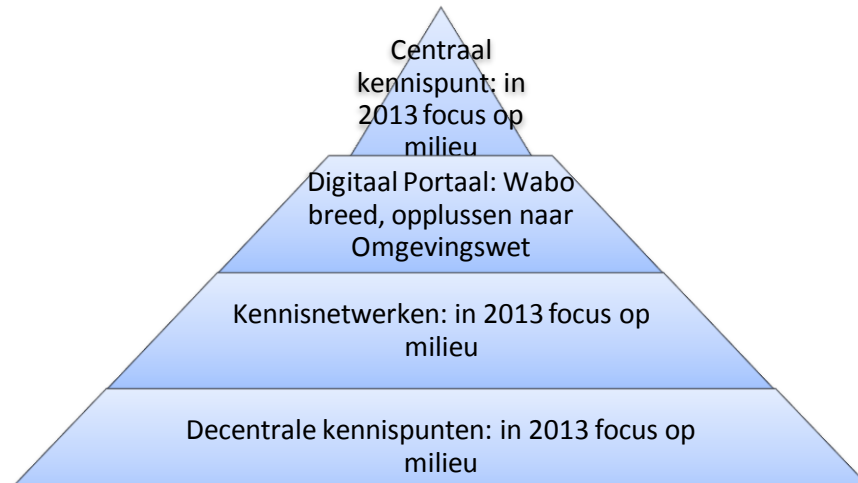 Centraal
kennispunt: in
2013 focus op
milieu
Digitaal Portaal: Wabo
breed, opplussen naar
Omgevingswet
Kennisnetwerken: in 2013 focus op
milieu
Decentrale kennispunten: in 2013 focus op
milieu